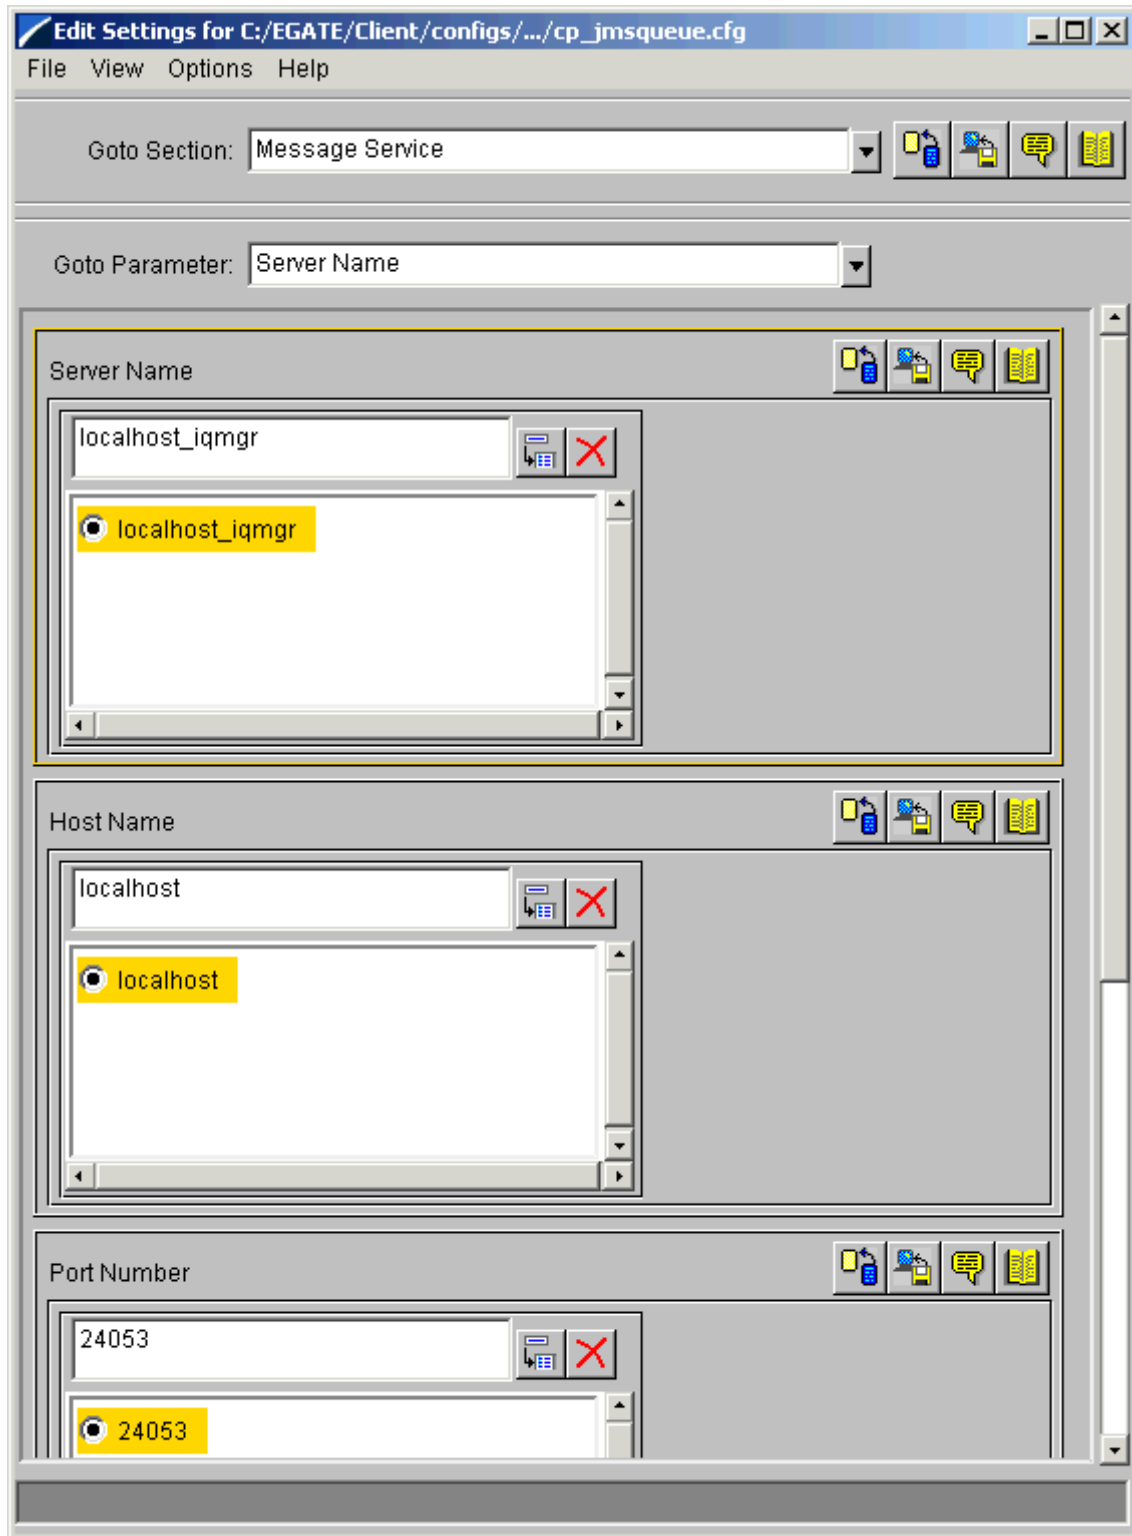 Edit Settings for C:/EGATE/Client/configs/.../cp_jmsqueue.cfg
File View Options Help
Goto Section: Message Service
Goto Parameter: Server Name
Server Name
localhost_iqmgr
localhost_iqmgr
Host Name
localhost
localhost
Port Number
24053
24053